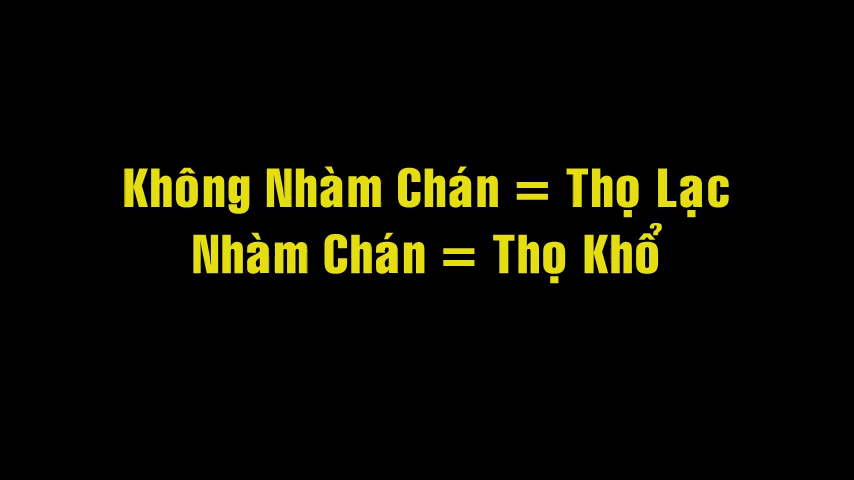 Không Nhàm Chán = Thọ Lạc
Nhàm Chán = Thọ Khổ